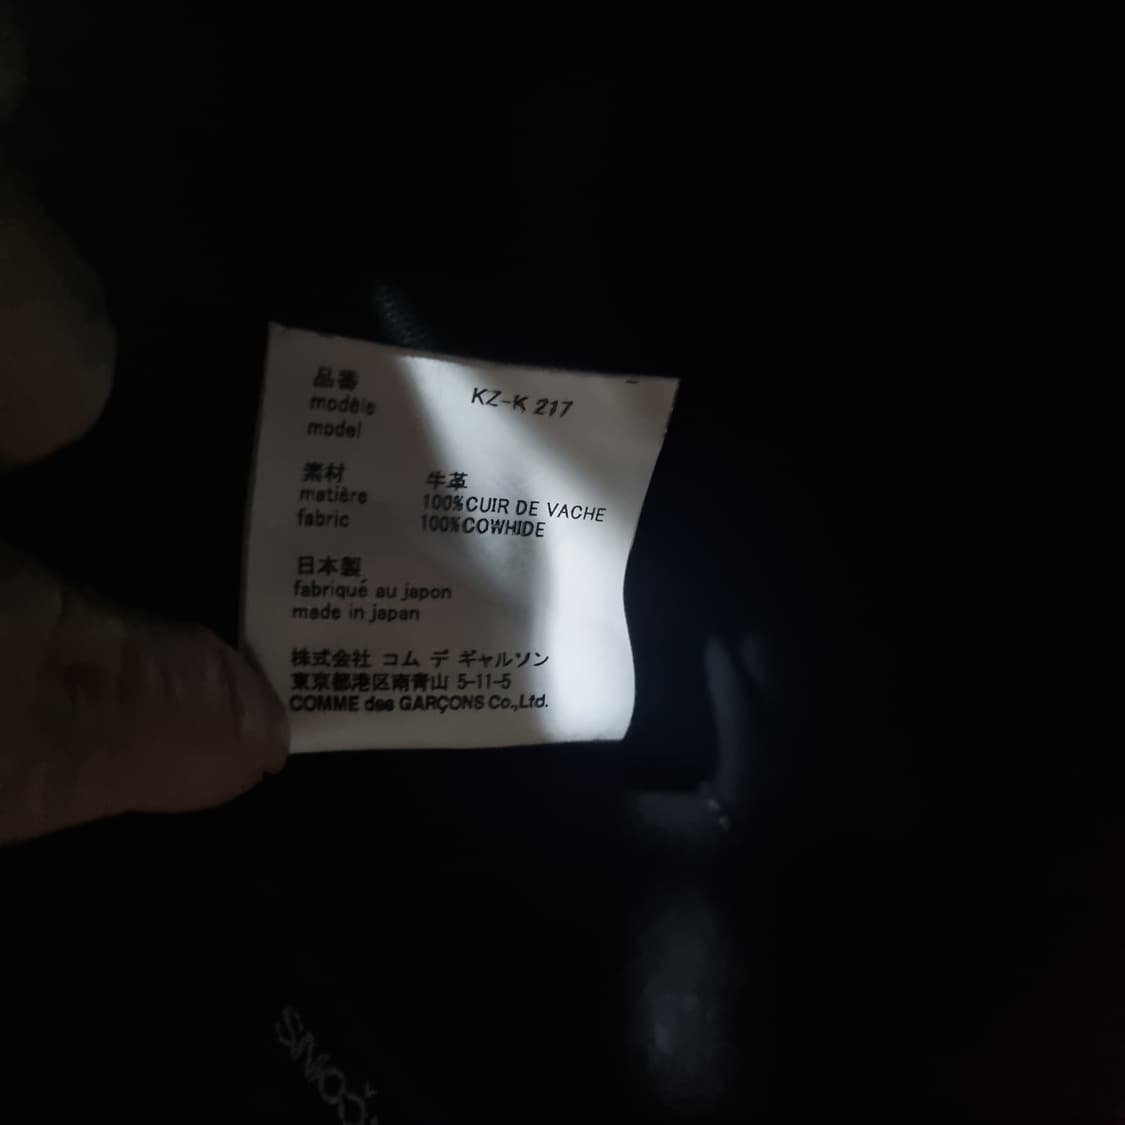 品番
modèle
model
KZ-K 217
素材
matière
fabric
牛革
100%CUIR DE VACHE
100%COWHIDE
日本製
fabriqué au japon
made in japan
株式会社 コム デ ギャルソン
東京都港区南青山 5-11-5
COMME des GARÇONS Co.,Ltd.